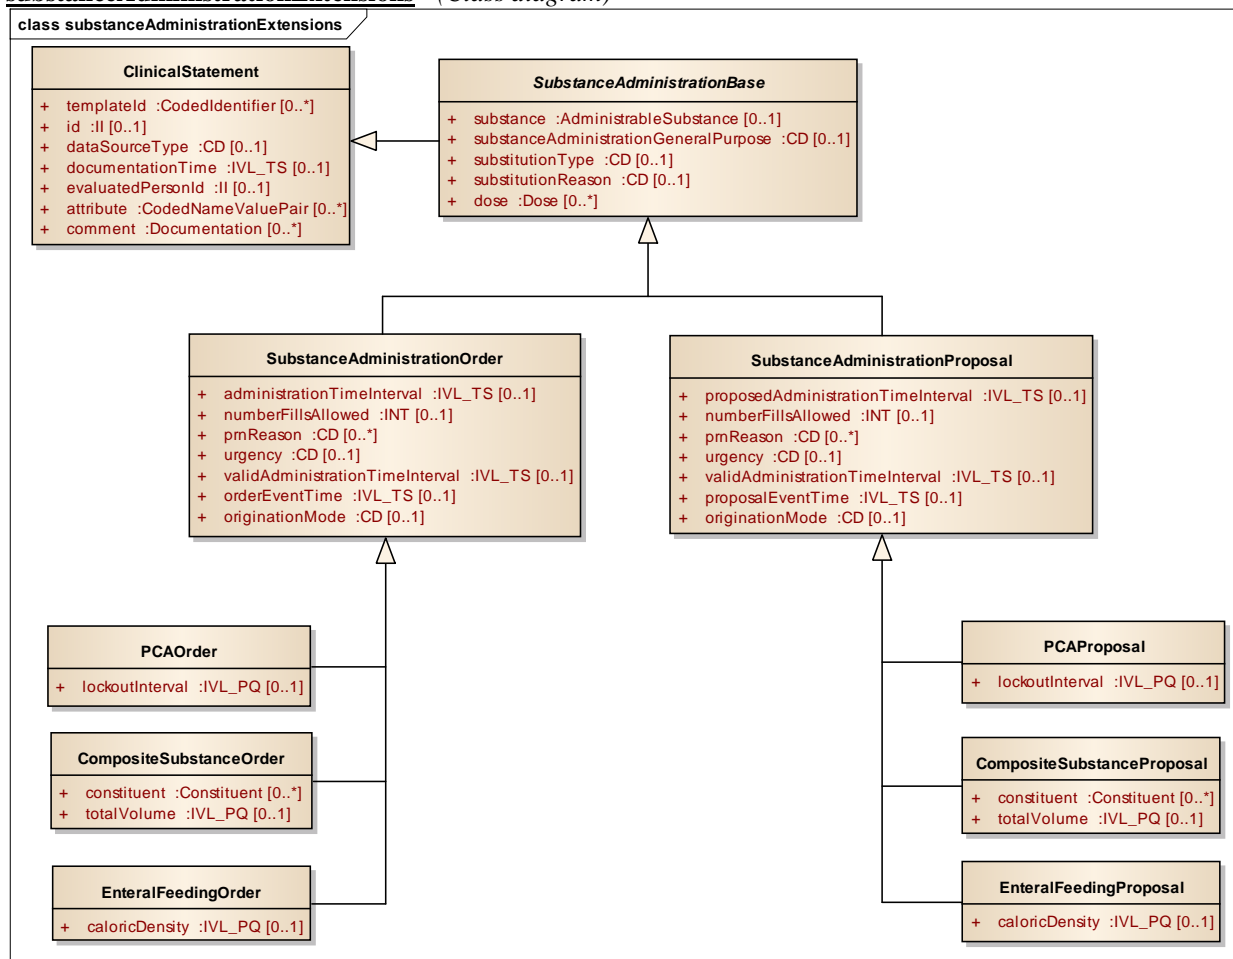 substanceAdministrationExtensions - (Class diagram)
class substanceAdministrationExtensions
ClinicalStatement
+ templateId :CodedIdentifier [0..*]
+ id :II [0..1]
+ dataSourceType :CD [0..1]
+ documentationTime :IVL_TS [0..1]
+ evaluatedPersonId :II [0..1]
+ attribute :CodedNameValuePair [0..*]
+ comment :Documentation [0..*]
SubstanceAdministrationBase
+ substance :AdministrableSubstance [0..1]
+ substanceAdministrationGeneralPurpose :CD [0..1]
+ substitutionType :CD [0..1]
+ substitutionReason :CD [0..1]
+ dose :Dose [0..*]
SubstanceAdministrationOrder
+ administrationTimeInterval :IVL_TS [0..1]
+ numberFillsAllowed :INT [0..1]
+ prnReason :CD [0..*]
+ urgency :CD [0..1]
+ validAdministrationTimeInterval :IVL_TS [0..1]
+ orderEventTime :IVL_TS [0..1]
+ originationMode :CD [0..1]
SubstanceAdministrationProposal
+ proposedAdministrationTimeInterval :IVL_TS [0..1]
+ numberFillsAllowed :INT [0..1]
+ prnReason :CD [0..*]
+ urgency :CD [0..1]
+ validAdministrationTimeInterval :IVL_TS [0..1]
+ proposalEventTime :IVL_TS [0..1]
+ originationMode :CD [0..1]
PCAOrder
+ lockoutInterval :IVL_PQ [0..1]
CompositeSubstanceOrder
+ constituent :Constituent [0..*]
+ totalVolume :IVL_PQ [0..1]
EnteralFeedingOrder
+ caloricDensity :IVL_PQ [0..1]
PCAProposal
+ lockoutInterval :IVL_PQ [0..1]
CompositeSubstanceProposal
+ constituent :Constituent [0..*]
+ totalVolume :IVL_PQ [0..1]
EnteralFeedingProposal
+ caloricDensity :IVL_PQ [0..1]